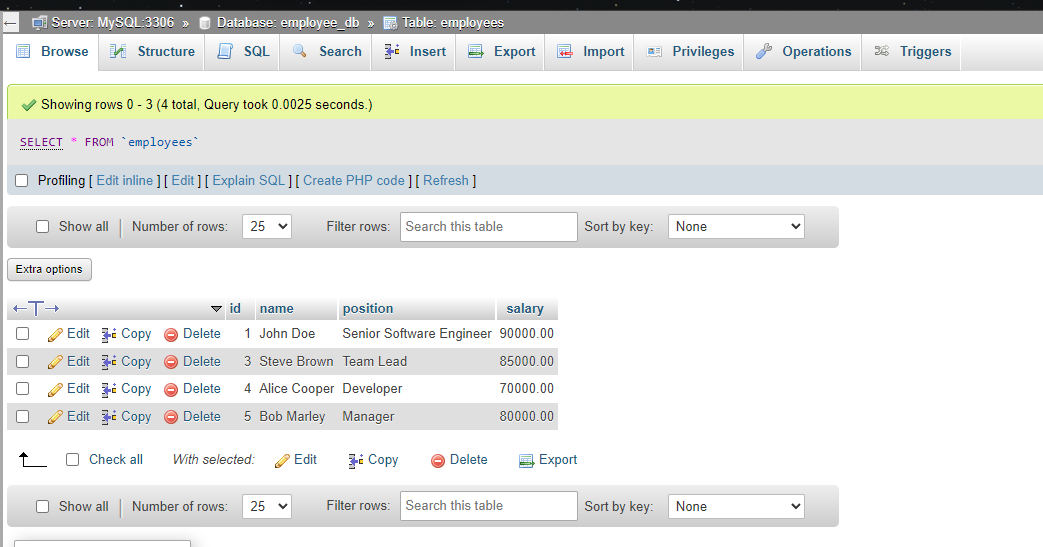 Server: MySQL:3306 » Database: employee_db » Table: employees
Browse Structure SQL Search Insert Export Import Privileges Operations Triggers
Showing rows 0 - 3 (4 total, Query took 0.0025 seconds.)
SELECT * FROM `employees`
Profiling [ Edit inline ] [ Edit ] [ Explain SQL ] [ Create PHP code ] [ Refresh ]
Show all Number of rows: 25 Filter rows: Search this table Sort by key: None
Extra options
id name position salary
Edit Copy Delete 1 John Doe Senior Software Engineer 90000.00
Edit Copy Delete 3 Steve Brown Team Lead 85000.00
Edit Copy Delete 4 Alice Cooper Developer 70000.00
Edit Copy Delete 5 Bob Marley Manager 80000.00
Check all With selected: Edit Copy Delete Export
Show all Number of rows: 25 Filter rows: Search this table Sort by key: None